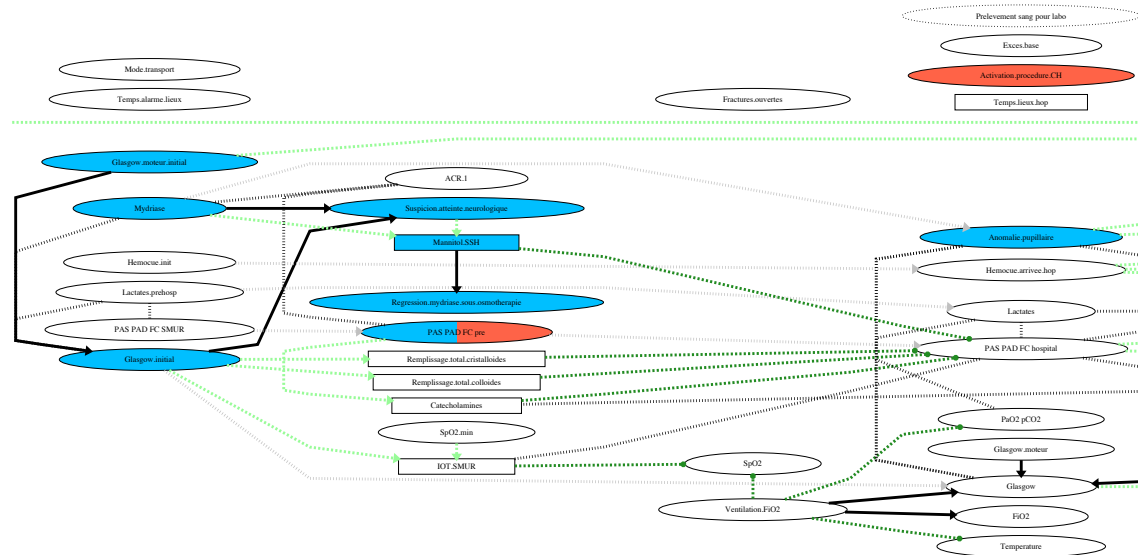 Prelevement sang pour labo
Exces.base
Mode.transport
Activation.procedure.CH
Temps.alarme.lieux
Fractures.ouvertes
Temps.lieux.hop
Glasgow.moteur.initial
ACR.1
Mydriase
Suspicion.atteinte.neurologique
Mannitol.SSH
Anomalie.pupillaire
Hemocue.init
Hemocue.arrivee.hop
Lactates.prehosp
Regression.mydriase.sous.osmotherapie
Lactates
PAS PAD FC SMUR
PAS PAD FC pre
PAS PAD FC hospital
Glasgow.initial
Remplissage.total.cristalloides
Remplissage.total.colloides
Catecholamines
PaO2 pCO2
SpO2.min
Glasgow.moteur
IOT.SMUR
SpO2
Glasgow
Ventilation.FiO2
FiO2
Temperature